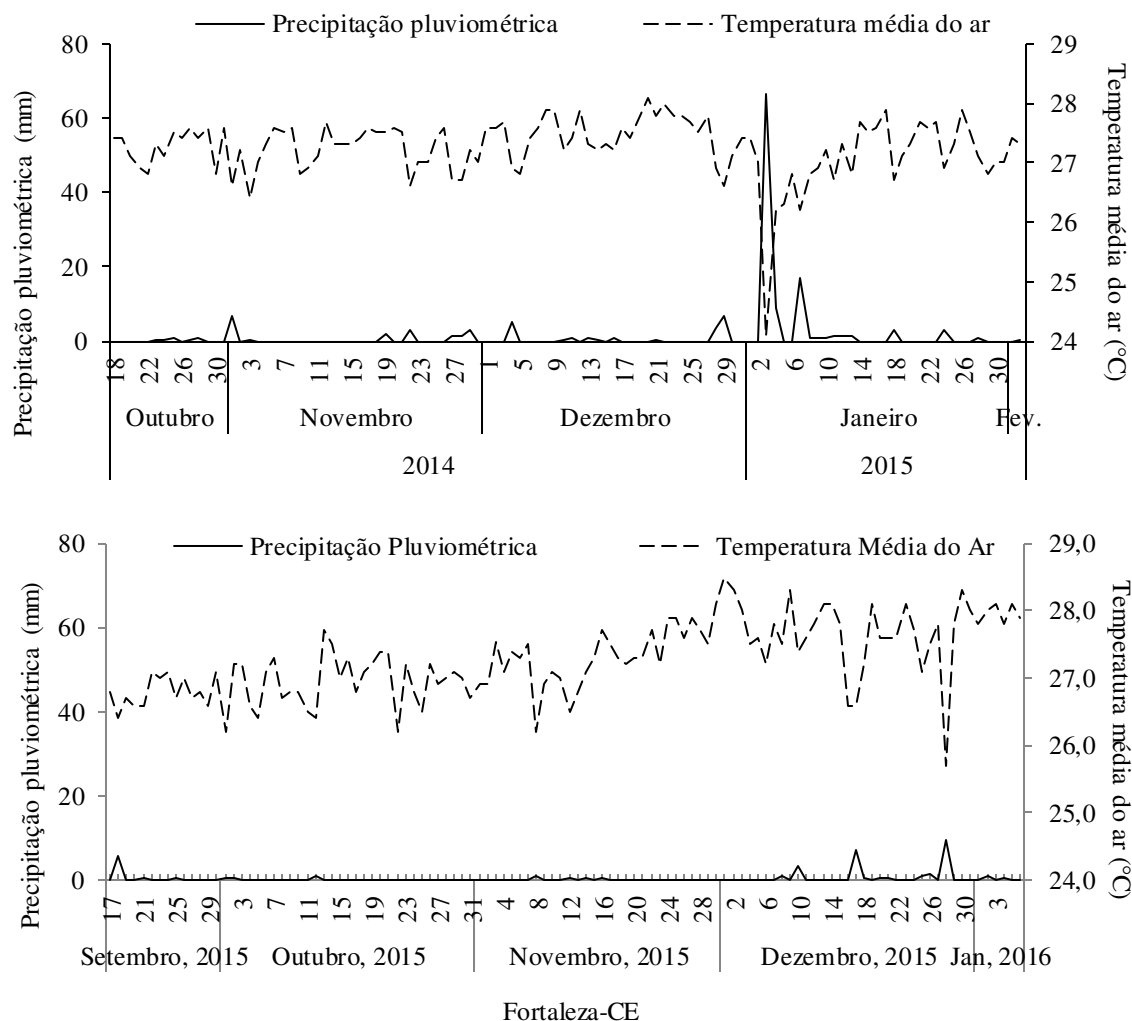 Precipitação pluviométrica Temperatura média do ar
Precipitação pluviométrica (mm)
80
60
40
20
0
29
28
27
26
25
24
Temperatura média do ar (°C)
18 22 26 30 3 7 11 15 19 23 27 1 5 9 13 17 21 25 29 2 6 10 14 18 22 26 30
Outubro Novembro Dezembro Janeiro Fev.
2014 2015
Precipitação Pluviométrica Temperatura Média do Ar
Precipitação pluviométrica (mm)
80
60
40
20
0
29,0
28,0
27,0
26,0
25,0
24,0
Temperatura média do ar (°C)
17 21 25 29 3 7 11 15 19 23 27 31 4 8 12 16 20 24 28 2 6 10 14 18 22 26 30 3
Setembro, 2015 Outubro, 2015 Novembro, 2015 Dezembro, 2015 Jan, 2016
Fortaleza-CE